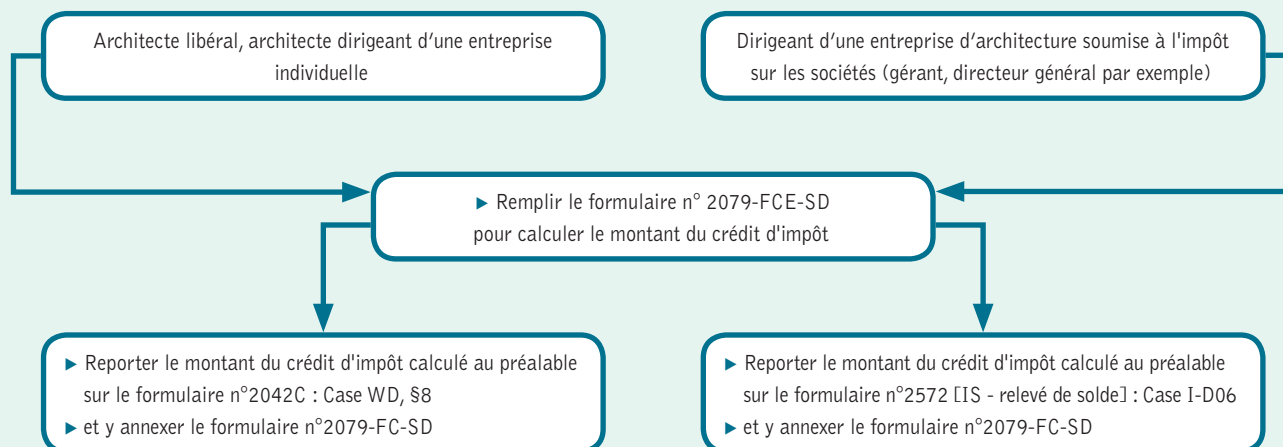 Architecte libéral, architecte dirigeant d’une entreprise
individuelle
Dirigeant d’une entreprise d’architecture soumise à l'impôt
sur les sociétés (gérant, directeur général par exemple)
▶ Remplir le formulaire n° 2079-FCE-SD
pour calculer le montant du crédit d'impôt
▶ Reporter le montant du crédit d'impôt calculé au préalable
sur le formulaire n°2042C : Case WD, §8
▶ et y annexer le formulaire n°2079-FC-SD
▶ Reporter le montant du crédit d'impôt calculé au préalable
sur le formulaire n°2572 [IS - relevé de solde] : Case I-D06
▶ et y annexer le formulaire n°2079-FC-SD